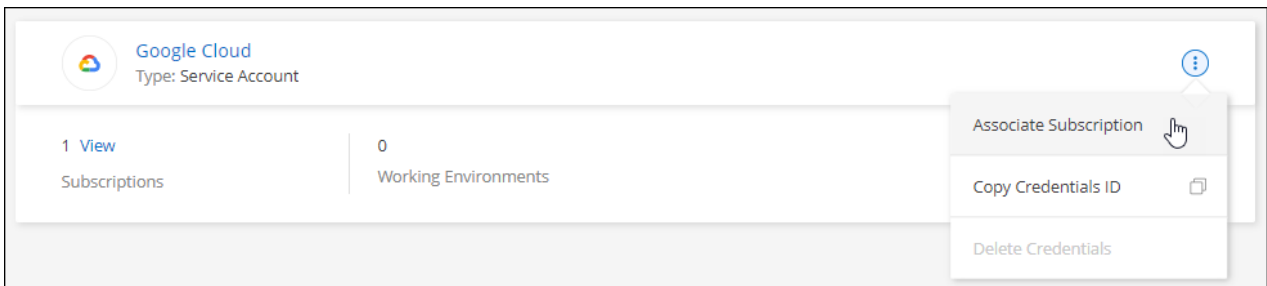 Google Cloud
Type: Service Account
Associate Subscription
1 View
0
Subscriptions
Working Environments
Copy Credentials ID
Delete Credentials